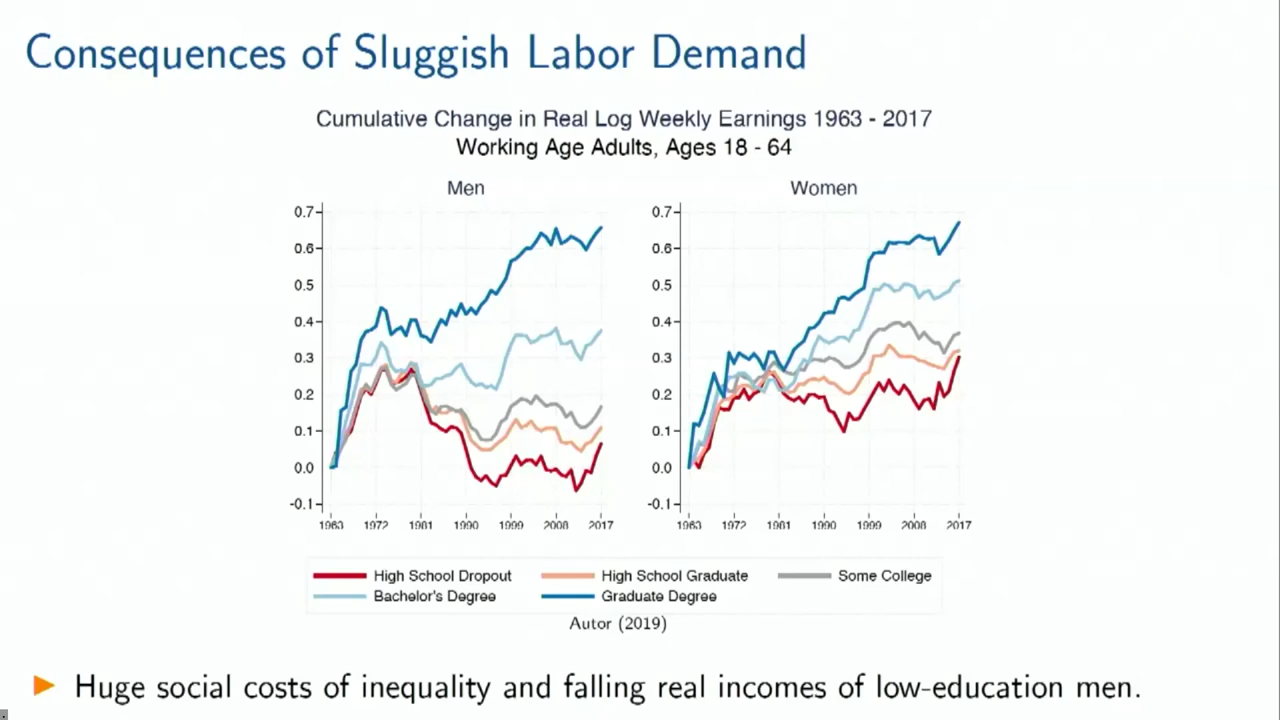 Consequences of Sluggish Labor Demand
Cumulative Change in Real Log Weekly Earnings 1963 - 2017
Working Age Adults, Ages 18 - 64
Men
0.7
0.6
0.5
0.4
0.3
0.2
0.1
0.0
-0.1
1963 1972 1981 1990 1999 2008 2017
Women
0.7
0.6
0.5
0.4
0.3
0.2
0.1
0.0
-0.1
1963 1972 1981 1990 1999 2008 2017
High School Dropout High School Graduate Some College
Bachelor's Degree Graduate Degree
Autor (2019)
Huge social costs of inequality and falling real incomes of low-education men.